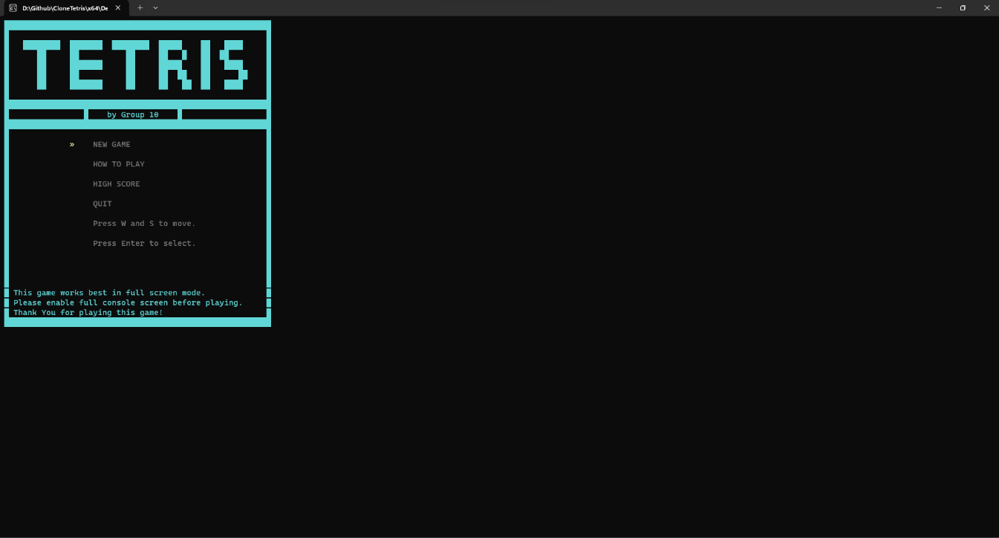 D:\Github\CloneTetris\x64\De
TETRIS
by Group 10
» NEW GAME
HOW TO PLAY
HIGH SCORE
QUIT
Press W and S to move.
Press Enter to select.
This game works best in full screen mode.
Please enable full console screen before playing.
Thank You for playing this game!